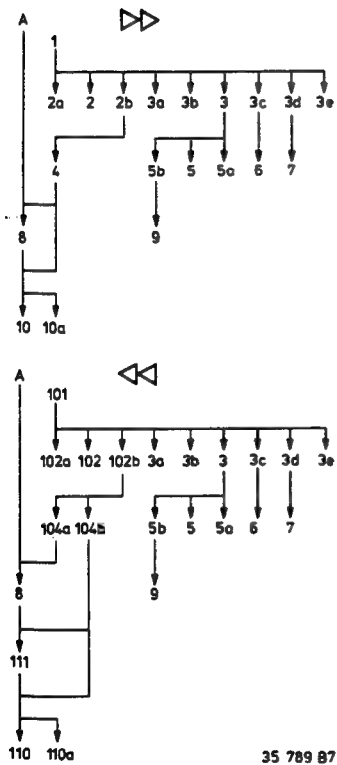 A
1
2a 2 2b 3a 3b 3 3c 3d 3e
4 5b 5 5a 6 7
8 9
10 10a
A
101
102a 102 102b 3a 3b 3 3c 3d 3e
104a 104b 5b 5 5a 6 7
8 9
111
110 110a
35 789 B7